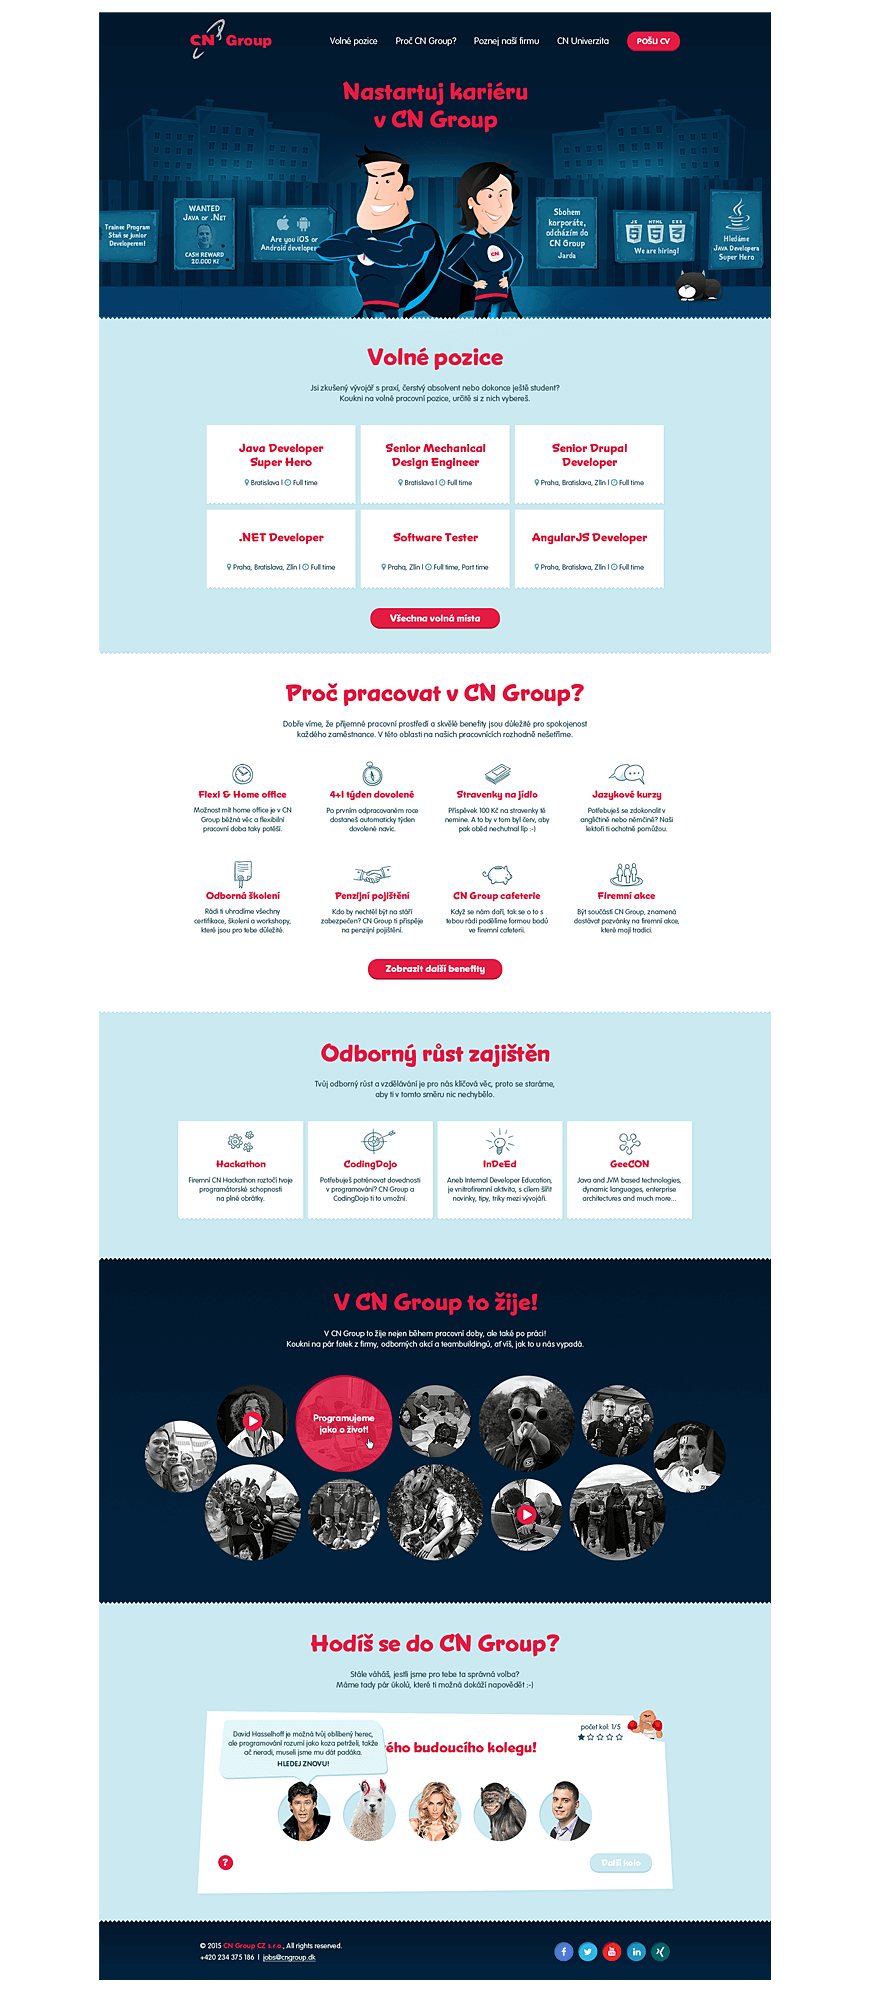 CN Group
Volné pozice
Proč CN Group?
Poznej naši firmu
CN Univerzita
POŠLI CV
Nastartuj kariéru
v CN Group
Trainee Program
Staň se Junior
Developerem!
WANTED
JAVA or .NET
CASH REWARD
20.000 Kč
Are you iOS or
Android developer
Sbohem
korporáte,
odcházím do
CN Group
Jarda
JS HTML CSS
5 5 3
We are hiring!
Hledáme
JAVA Developera
Super Hero
CN
Volné pozice
Jsi zkušený vývojář s praxí, čerstvý absolvent nebo dokonce ještě student?
Koukni na volné pracovní pozice, určitě si z nich vybereš.
Java Developer
Super Hero
Bratislava | Full time
Senior Mechanical
Design Engineer
Bratislava | Full time
Senior Drupal
Developer
Praha, Bratislava, Zlín | Full time
.NET Developer
Praha, Bratislava, Zlín | Full time
Software Tester
Praha, Zlín | Full time, Part time
AngularJS Developer
Praha, Bratislava, Zlín | Full time
Všechna volná místa
Proč pracovat v CN Group?
Dobře víme, že příjemné pracovní prostředí a skvělé benefity jsou důležité pro spokojenost
každého zaměstnance. V této oblasti na našich pracovnících rozhodně nešetříme.
Flexi & Home office
Možnost mít home office je v CN
Group běžná věc a flexibilní
pracovní doba taky potěší.
4+1 týden dovolené
Po prvním odpracovaném roce
dostaneš automaticky týden
dovolené navíc.
Stravenky na jídlo
Příspěvek 100 Kč na stravenky tě
nemine. A to by v tom byl červ, aby
pak oběd nechutnal líp :-)
Jazykové kurzy
Potřebuješ se zdokonalit v
angličtině nebo němčině? Naši
lektoři ti ochotně pomůžou.
Odborná školení
Rádi ti uhradíme všechny
certifikace, školení a workshopy,
které jsou pro tebe důležité.
Penzijní pojištění
Kdo by nechtěl být na stáří
zabezpečen? CN Group ti přispěje
na penzijní pojištění.
CN Group cafeterie
Když se nám daří, tak se o to s
tebou rádi podělíme formou bodů
ve firemní cafeterii.
Firemní akce
Být součástí CN Group, znamená
dostávat pozvánky na firemní akce,
které mají tradici.
Zobrazit další benefity
Odborný růst zajištěn
Tvůj odborný růst a vzdělávání je pro nás klíčová věc, proto se staráme,
aby ti v tomto směru nic nechybělo.
Hackathon
Firemní CN Hackathon roztočí tvoje
programátorské schopnosti
na plné obrátky.
CodingDojo
Potřebuješ potrénovat dovednosti
v programování? CN Group a
CodingDojo ti to umožní.
InDeEd
Aneb Internal Developer Education,
je vnitrofiremní aktivita, s cílem šířit
novinky, tipy, triky mezi vývojáři.
GeeCON
Java and JVM based technologies,
dynamic languages, enterprise
architectures and much more...
V CN Group to žije!
V CN Group to žije nejen během pracovní doby, ale také po práci!
Koukni na pár fotek z firmy, odborných akcí a teambuildingů, ať víš, jak to u nás vypadá.
Programujeme
jako o život!
Hodíš se do CN Group?
Stále váháš, jestli jsme pro tebe ta správná volba?
Máme tady pár úkolů, které ti možná dokáží napovědět :-)
počet kol: 1/5
David Hasselhoff je možná tvůj oblíbený herec,
ale programování rozumí jako koza petrželi, takže
ač neradi, museli jsme mu dát padáka.
HLEDEJ ZNOVU!
ého budoucího kolegu!
?
Další kolo
© 2015 CN Group CZ s.r.o., All rights reserved.
+420 234 375 186 | jobs@cngroup.dk